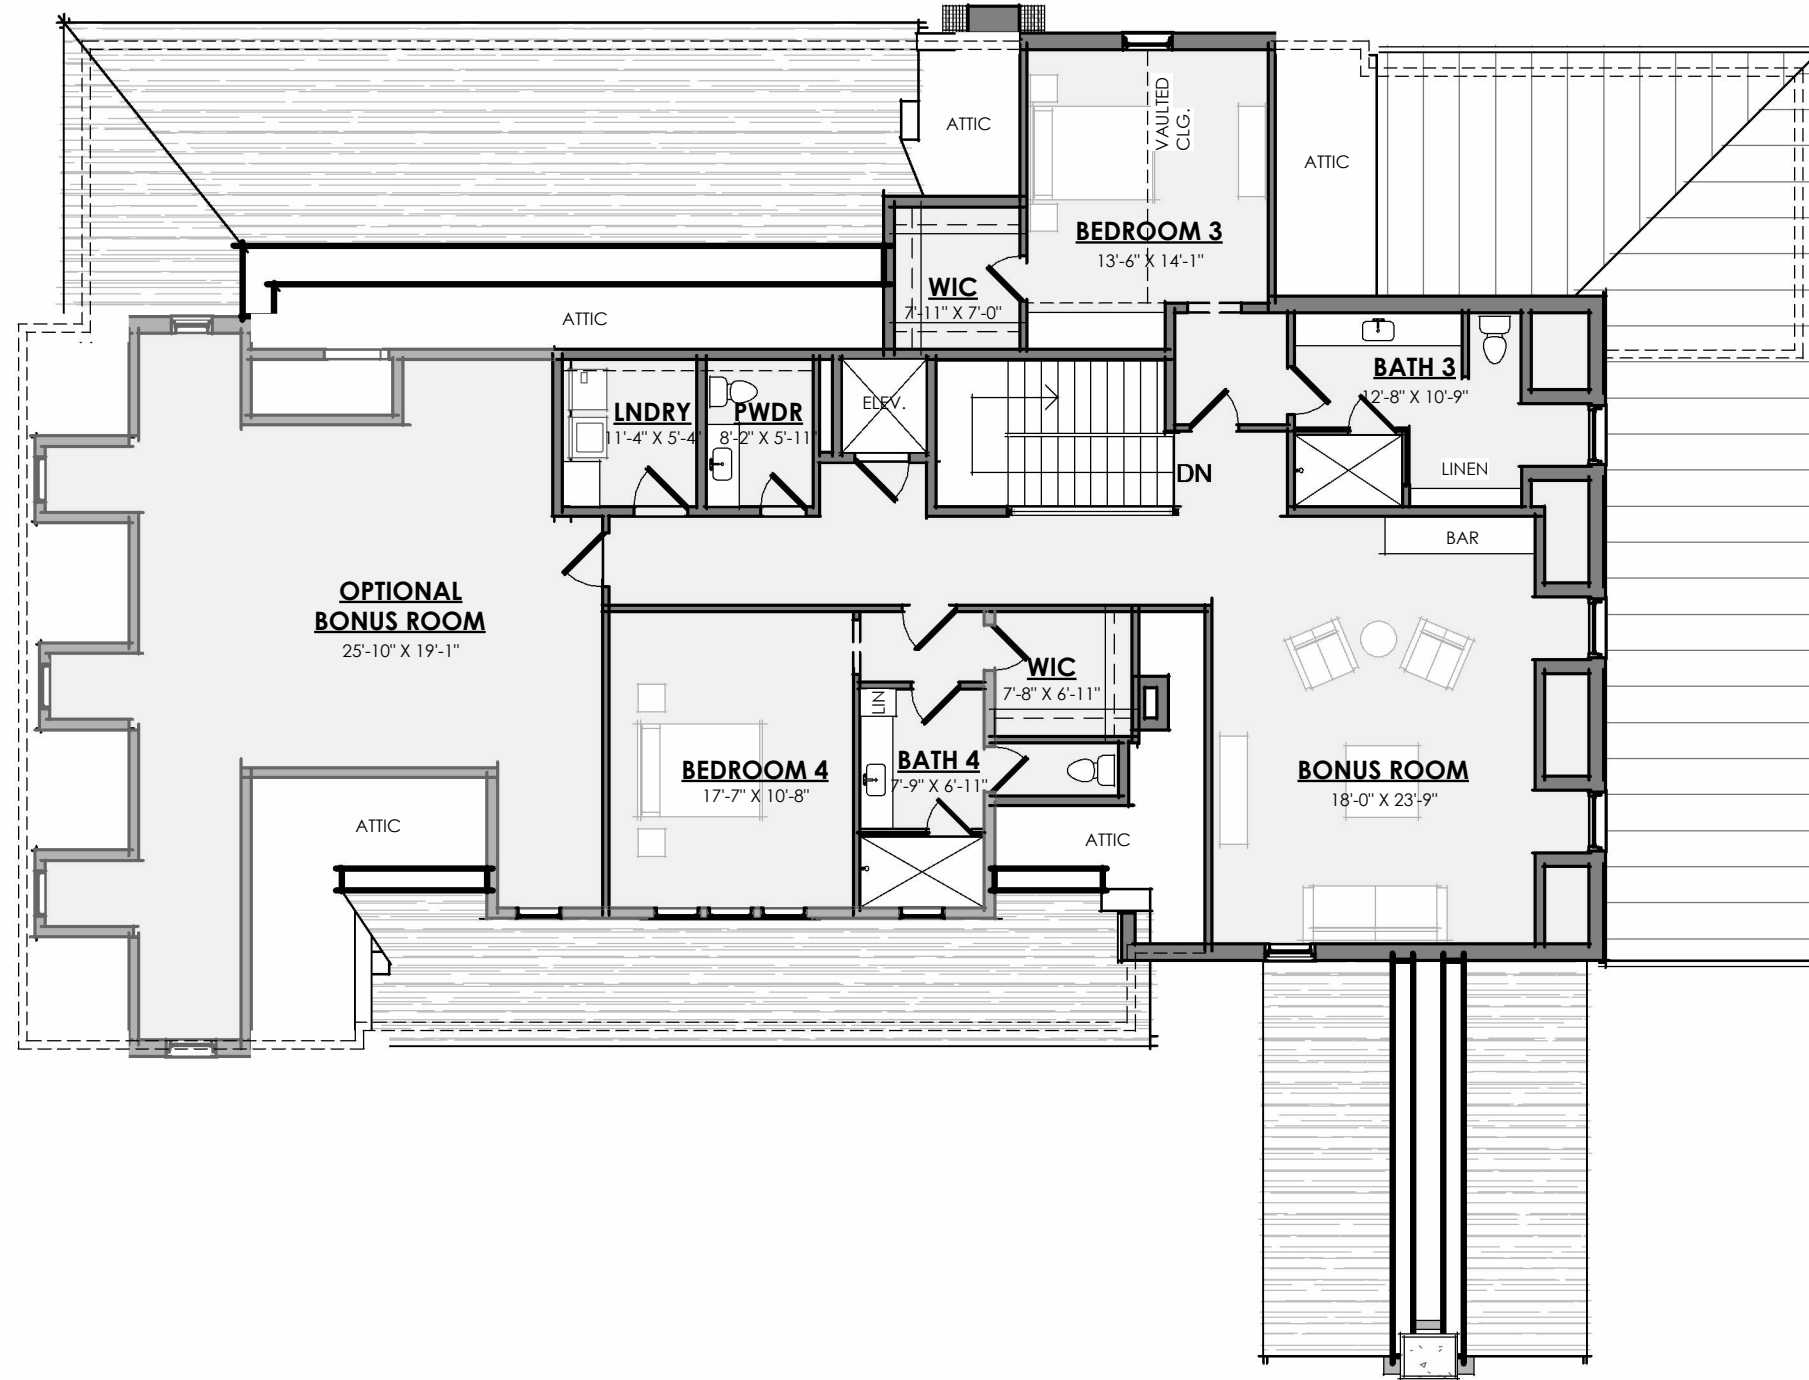 VAULTED
CLG.
ATTIC
ATTIC
BEDROOM 3
13'-6" X 14'-1"
WIC
7'-11" X 7'-0"
ATTIC
BATH 3
12'-8" X 10'-9"
ELEV.
LNDRY
11'-4" X 5'-4"
PWDR
8'-2" X 5'-11"
DN
LINEN
BAR
OPTIONAL
BONUS ROOM
25'-10" X 19'-1"
WIC
7'-8" X 6'-11"
LIN
BATH 4
7'-9" X 6'-11"
BEDROOM 4
17'-7" X 10'-8"
BONUS ROOM
18'-0" X 23'-9"
ATTIC
ATTIC